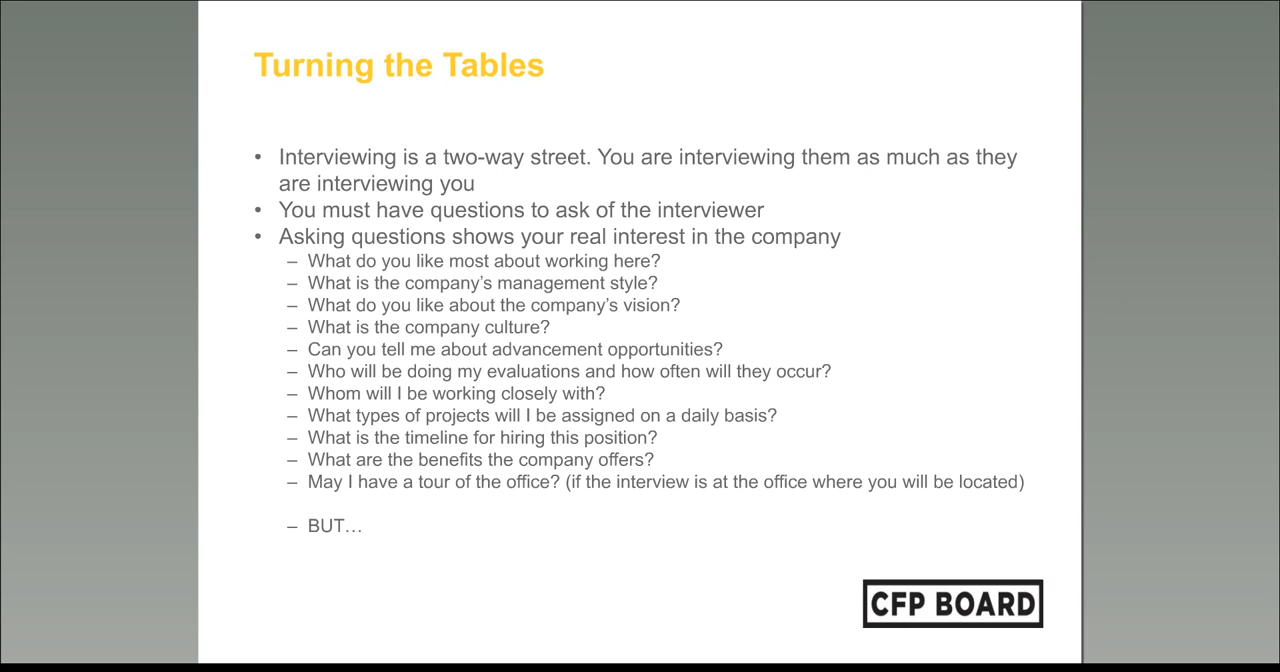 Turning the Tables
• Interviewing is a two-way street. You are interviewing them as much as they
are interviewing you
• You must have questions to ask of the interviewer
• Asking questions shows your real interest in the company
– What do you like most about working here?
– What is the company’s management style?
– What do you like about the company’s vision?
– What is the company culture?
– Can you tell me about advancement opportunities?
– Who will be doing my evaluations and how often will they occur?
– Whom will I be working closely with?
– What types of projects will I be assigned on a daily basis?
– What is the timeline for hiring this position?
– What are the benefits the company offers?
– May I have a tour of the office? (if the interview is at the office where you will be located)
– BUT…
CFP BOARD